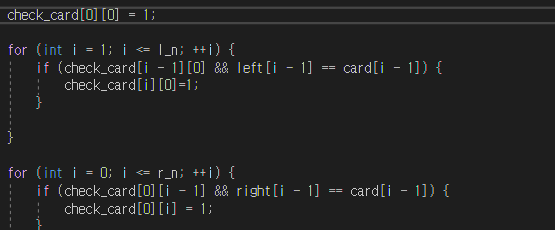 check_card[0][0] = 1;
for (int i = 1; i <= l_n; ++i) {
if (check_card[i - 1][0] && left[i - 1] == card[i - 1]) {
check_card[i][0]=1;
}
}
for (int i = 0; i <= r_n; ++i) {
if (check_card[0][i - 1] && right[i - 1] == card[i - 1]) {
check_card[0][i] = 1;
}